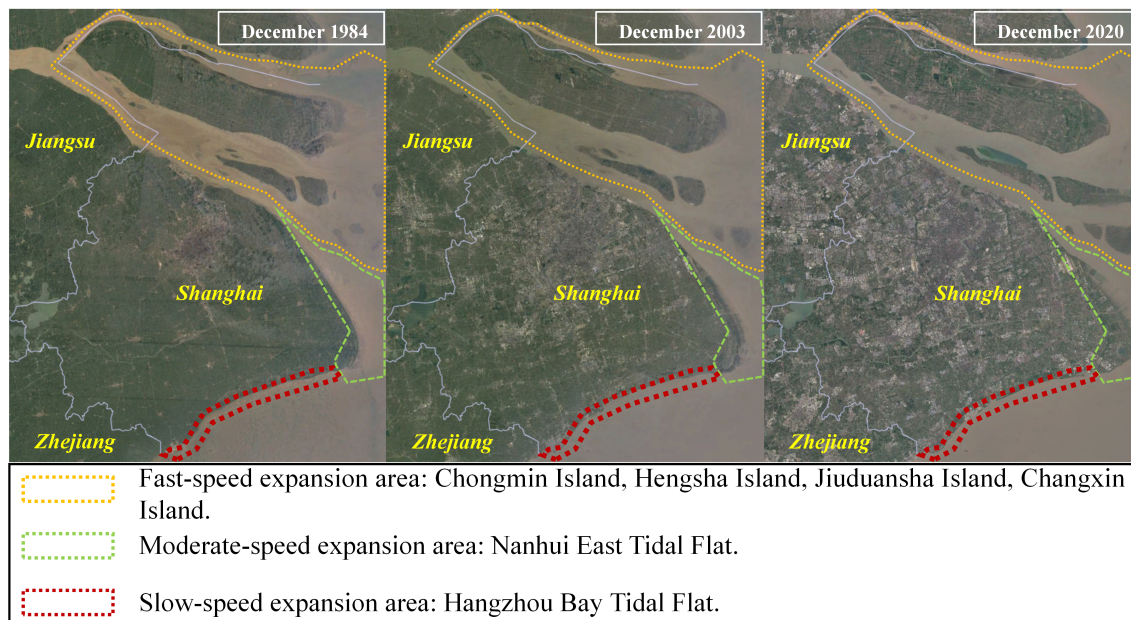 December 1984
December 2003
December 2020
Jiangsu
Jiangsu
Jiangsu
Shanghai
Shanghai
Shanghai
Zhejiang
Zhejiang
Zhejiang
Fast-speed expansion area: Chongmin Island, Hengsha Island, Jiuduansha Island, Changxin
Island.
Moderate-speed expansion area: Nanhui East Tidal Flat.
Slow-speed expansion area: Hangzhou Bay Tidal Flat.